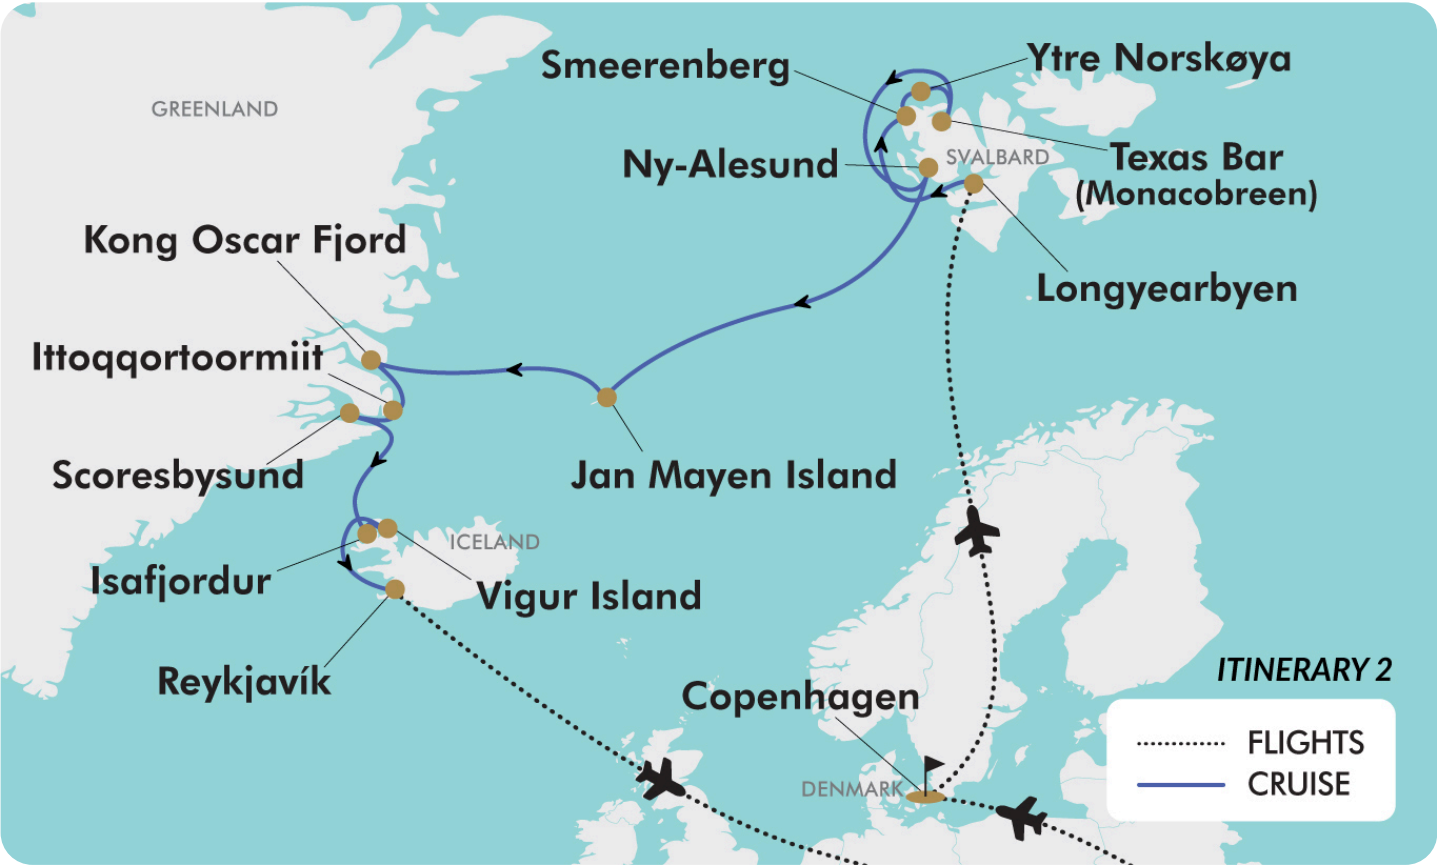 Smeerenberg
Ytre Norskøya
GREENLAND
Ny-Alesund
SVALBARD
Texas Bar
(Monacobreen)
Kong Oscar Fjord
Longyearbyen
Ittoqqortoormiit
Scoresbysund
Jan Mayen Island
ICELAND
Isafjordur
Vigur Island
Reykjavík
Copenhagen
ITINERARY 2
FLIGHTS
CRUISE
DENMARK